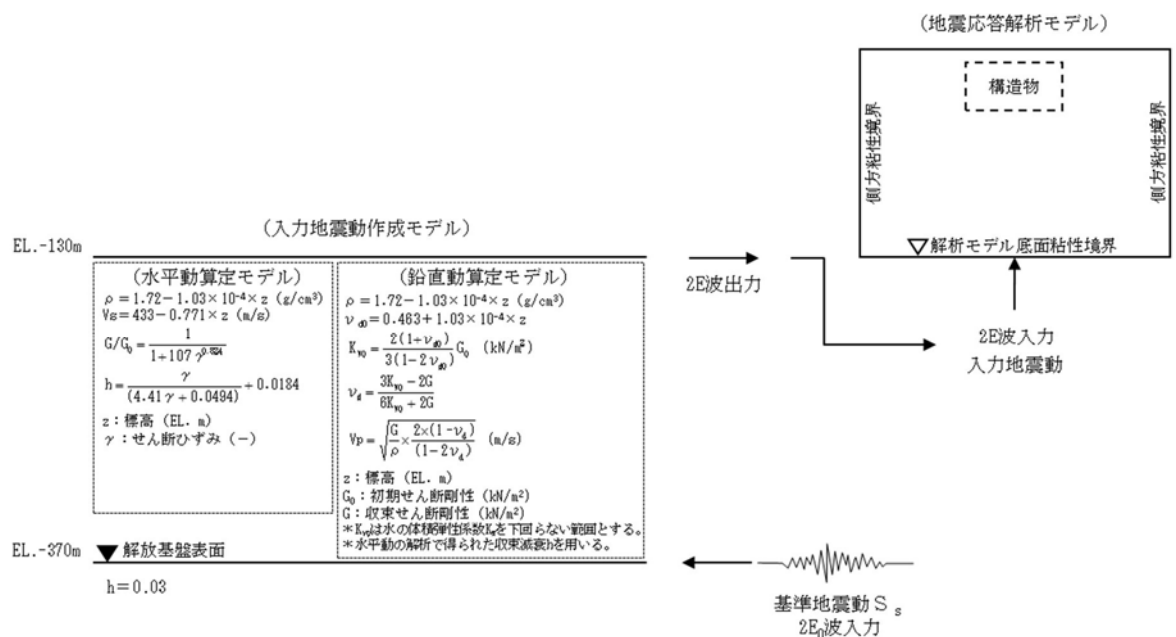 (地震応答解析モデル)
構造物
側方粘性境界
側方粘性境界
▽解析モデル底面粘性境界
(入力地震動作成モデル)
EL.-130m
(水平動算定モデル)
ρ=1.72-1.03×10⁻⁴×z (g/cm³)
Vs=433-0.771×z (m/s)
G/G₀=1/(1+107 γ^0.824)
h=γ/(4.41γ+0.0494)+0.0184
z:標高 (EL. m)
γ:せん断ひずみ (-)
(鉛直動算定モデル)
ρ=1.72-1.03×10⁻⁴×z (g/cm³)
ν_d0=0.463+1.03×10⁻⁴×z
K_V0=2(1+ν_d0)/3(1-2ν_d0) G₀ (kN/m²)
ν_d=(3K_V0-2G)/(6K_V0+2G)
Vp=√(G/ρ×2×(1-ν_d)/(1-2ν_d)) (m/s)
z:標高 (EL. m)
G₀:初期せん断剛性 (kN/m²)
G:収束せん断剛性 (kN/m²)
*K_V0は水の体積弾性係数K_wを下回らない範囲とする。
*水平動の解析で得られた収束減衰hを用いる。
2E波出力
2E波入力
入力地震動
EL.-370m
▼解放基盤表面
h=0.03
基準地震動Ss
2E₀波入力